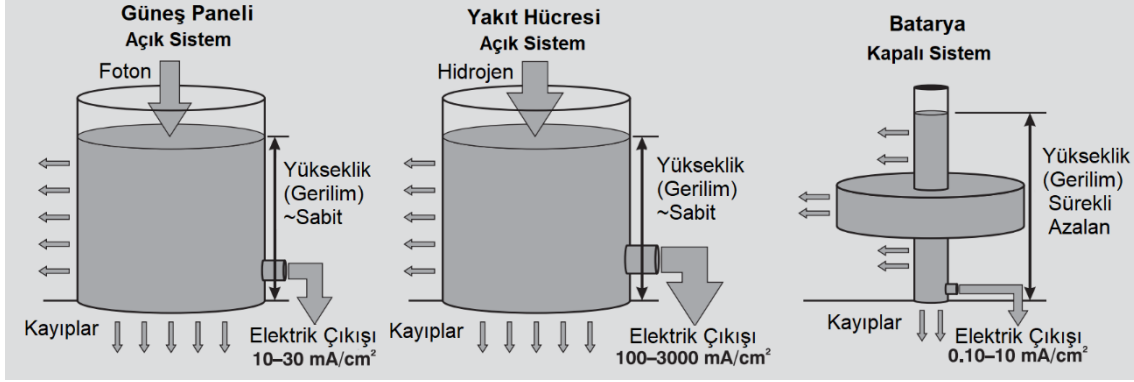 Güneş Paneli
Açık Sistem
Foton
Yükseklik
(Gerilim)
~Sabit
Kayıplar
Elektrik Çıkışı
10–30 mA/cm²
Yakıt Hücresi
Açık Sistem
Hidrojen
Yükseklik
(Gerilim)
~Sabit
Kayıplar
Elektrik Çıkışı
100–3000 mA/cm²
Batarya
Kapalı Sistem
Yükseklik
(Gerilim)
Sürekli
Azalan
Kayıplar
Elektrik Çıkışı
0.10–10 mA/cm²